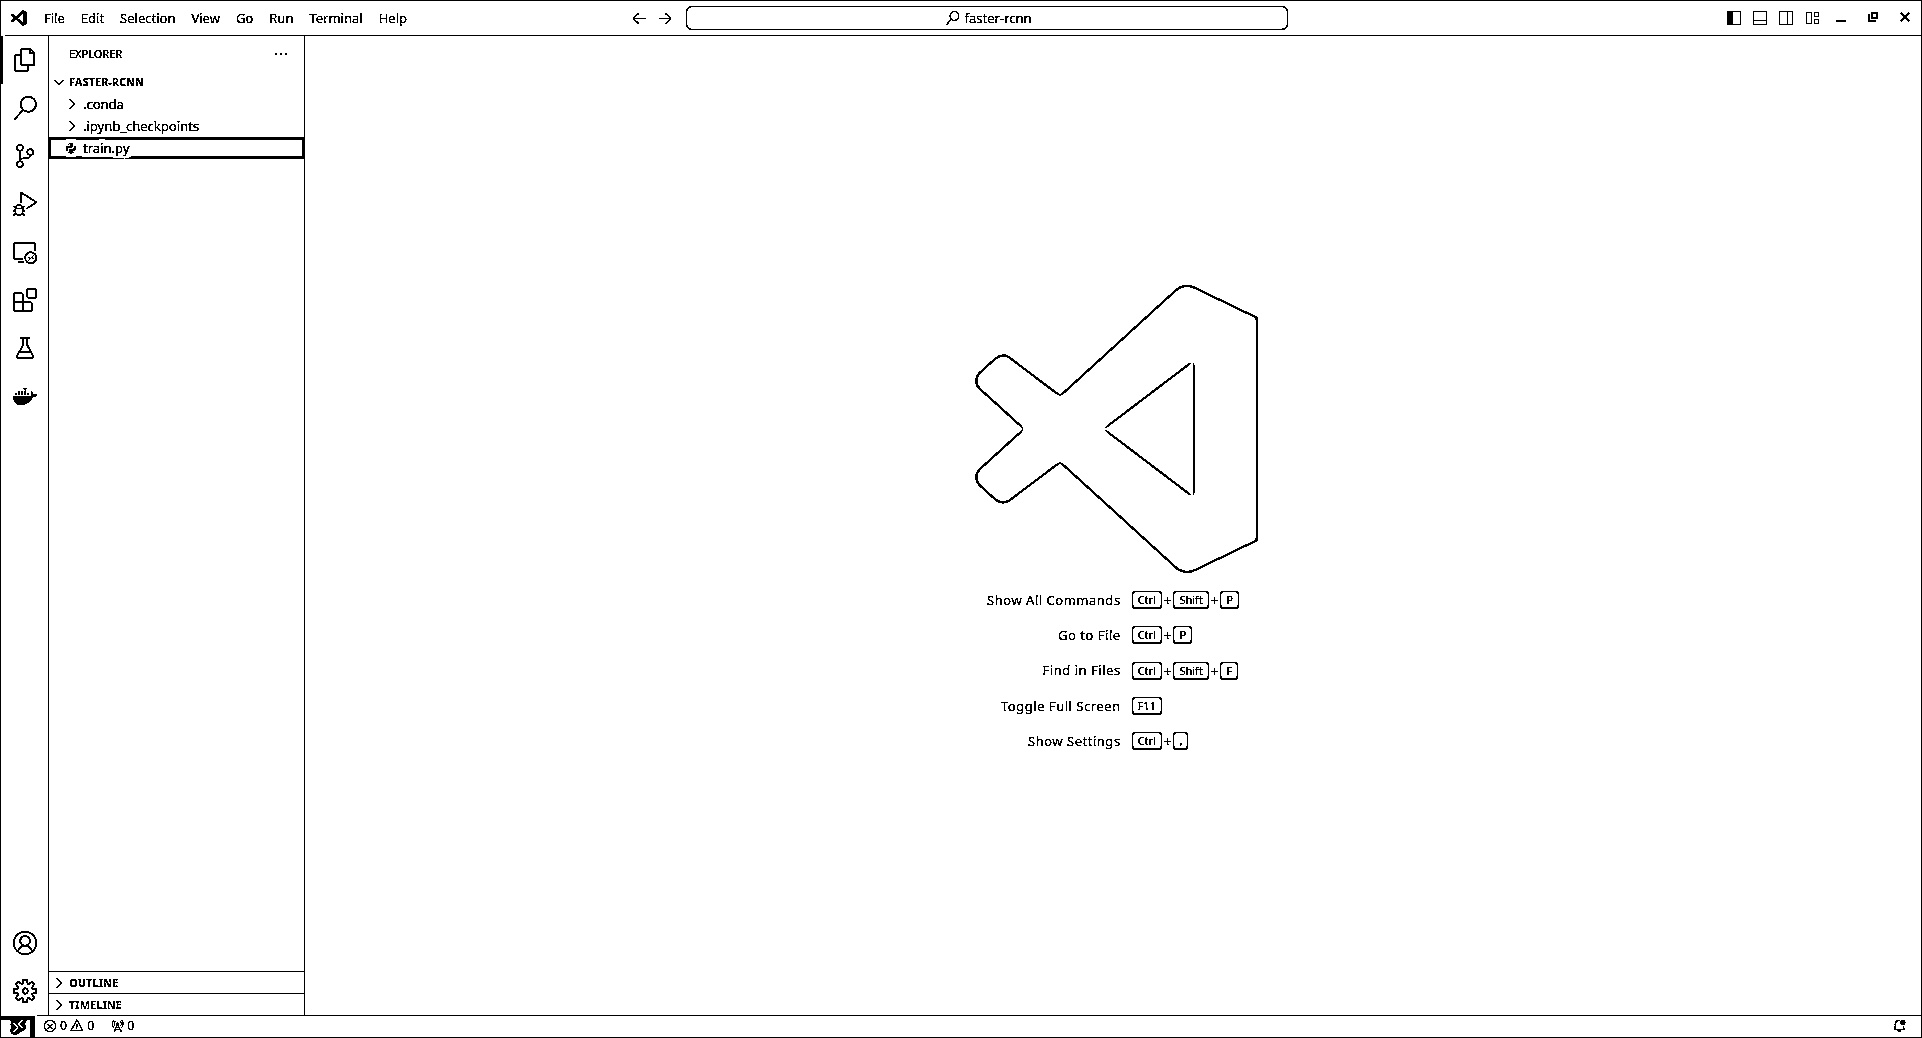 File Edit Selection View Go Run Terminal Help
faster-rcnn
EXPLORER
FASTER-RCNN
.conda
.ipynb_checkpoints
train.py
Show All Commands Ctrl + Shift + P
Go to File Ctrl + P
Find in Files Ctrl + Shift + F
Toggle Full Screen F11
Show Settings Ctrl + ,
OUTLINE
TIMELINE
0 0 0